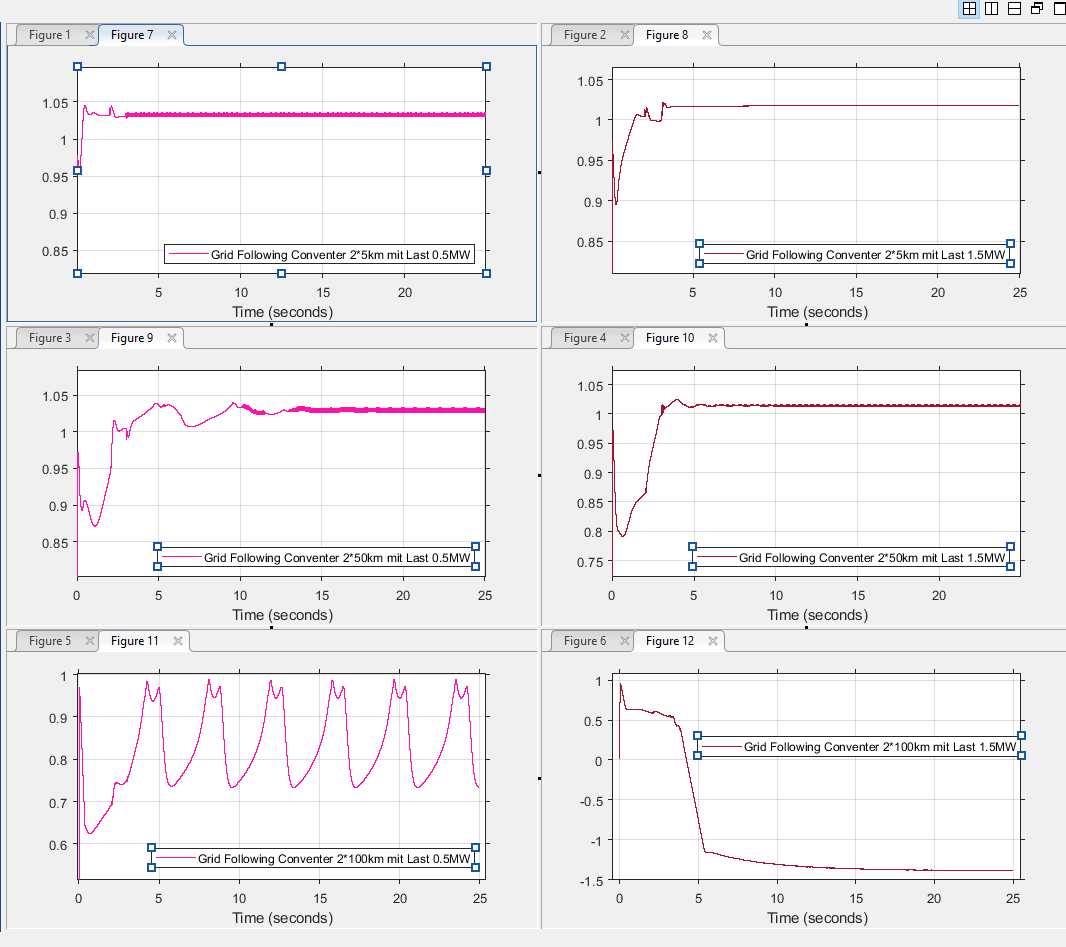 Figure 1 Figure 7
1.05
1
0.95
0.9
0.85
Grid Following Conventer 2*5km mit Last 0.5MW
5 10 15 20
Time (seconds)
Figure 2 Figure 8
1.05
1
0.95
0.9
0.85
Grid Following Conventer 2*5km mit Last 1.5MW
5 10 15 20 25
Time (seconds)
Figure 3 Figure 9
1.05
1
0.95
0.9
0.85
Grid Following Conventer 2*50km mit Last 0.5MW
0 5 10 15 20 25
Time (seconds)
Figure 4 Figure 10
1.05
1
0.95
0.9
0.85
0.8
0.75
Grid Following Conventer 2*50km mit Last 1.5MW
0 5 10 15 20
Time (seconds)
Figure 5 Figure 11
1
0.9
0.8
0.7
0.6
Grid Following Conventer 2*100km mit Last 0.5MW
0 5 10 15 20 25
Time (seconds)
Figure 6 Figure 12
1
0.5
Grid Following Conventer 2*100km mit Last 1.5MW
0
-0.5
-1
-1.5
0 5 10 15 20 25
Time (seconds)